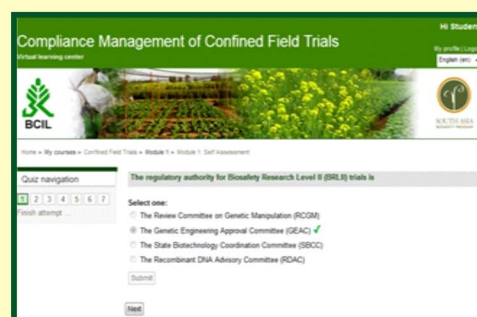 Hi Studen
Compliance Management of Confined Field Trials
My profile | Logo
Virtual learning center
English (en)
BCIL
SOUTH ASIA
BIOSAFETY PROGRAM
Home ► My courses ► Confined Field Trials ► Module 1 ► Module 1: Self Assessment
Quiz navigation
1 2 3 4 5 6 7
Finish attempt ...
The regulatory authority for Biosafety Research Level II (BRLII) trials is
Select one:
The Review Committee on Genetic Manipulation (RCGM)
The Genetic Engineering Approval Committee (GEAC) ✓
The State Biotechnology Coordination Committee (SBCC)
The Recombinant DNA Advisory Committee (RDAC)
Submit
Next